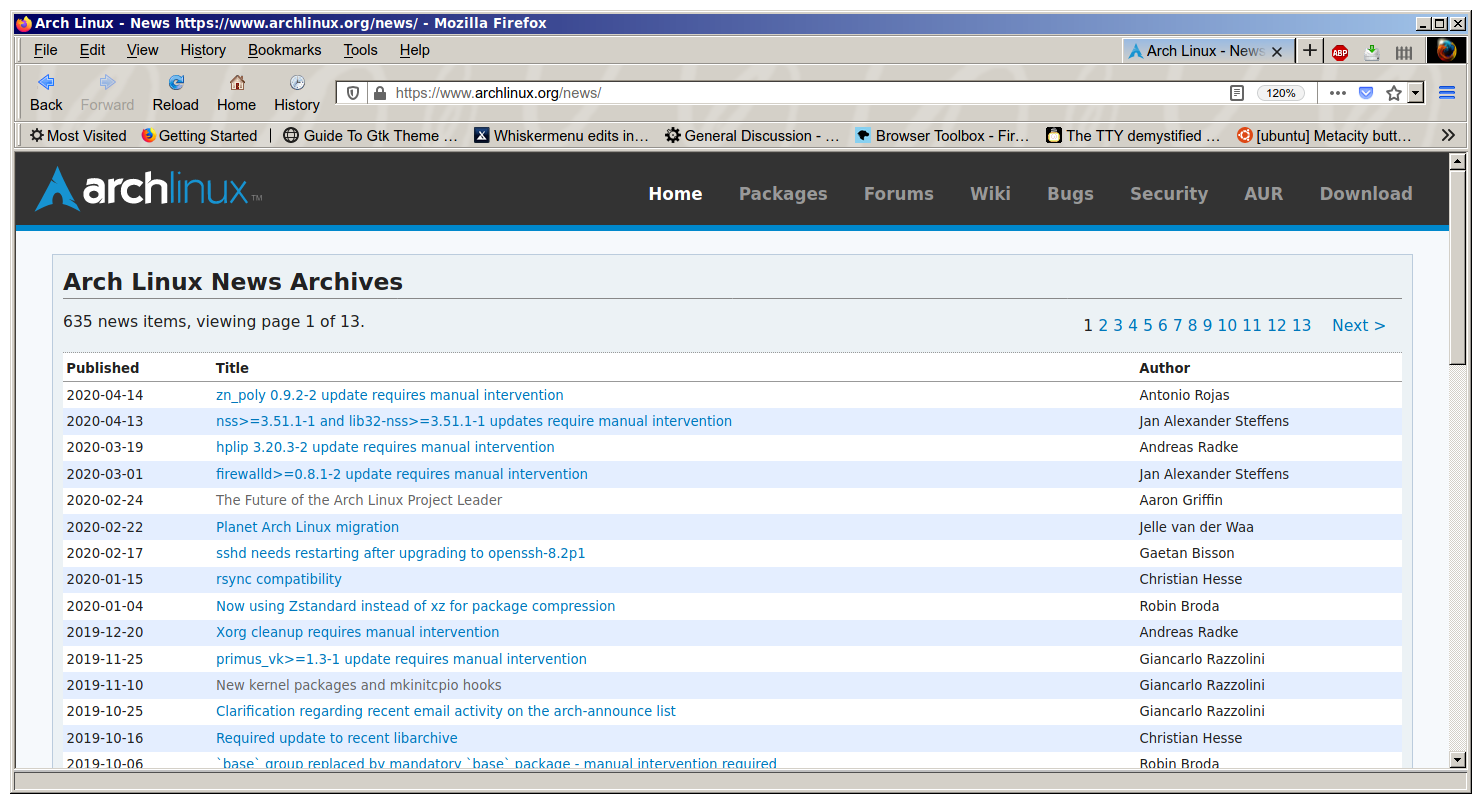 Arch Linux - News https://www.archlinux.org/news/ - Mozilla Firefox
File Edit View History Bookmarks Tools Help
Arch Linux - News
ABP
Back Forward Reload Home History
https://www.archlinux.org/news/
120%
Most Visited Getting Started Guide To Gtk Theme … Whiskermenu edits in… General Discussion - … Browser Toolbox - Fir… The TTY demystified … [ubuntu] Metacity butt…
archlinux™
Home Packages Forums Wiki Bugs Security AUR Download
Arch Linux News Archives
635 news items, viewing page 1 of 13.
1 2 3 4 5 6 7 8 9 10 11 12 13 Next >
Published Title Author
2020-04-14 zn_poly 0.9.2-2 update requires manual intervention Antonio Rojas
2020-04-13 nss>=3.51.1-1 and lib32-nss>=3.51.1-1 updates require manual intervention Jan Alexander Steffens
2020-03-19 hplip 3.20.3-2 update requires manual intervention Andreas Radke
2020-03-01 firewalld>=0.8.1-2 update requires manual intervention Jan Alexander Steffens
2020-02-24 The Future of the Arch Linux Project Leader Aaron Griffin
2020-02-22 Planet Arch Linux migration Jelle van der Waa
2020-02-17 sshd needs restarting after upgrading to openssh-8.2p1 Gaetan Bisson
2020-01-15 rsync compatibility Christian Hesse
2020-01-04 Now using Zstandard instead of xz for package compression Robin Broda
2019-12-20 Xorg cleanup requires manual intervention Andreas Radke
2019-11-25 primus_vk>=1.3-1 update requires manual intervention Giancarlo Razzolini
2019-11-10 New kernel packages and mkinitcpio hooks Giancarlo Razzolini
2019-10-25 Clarification regarding recent email activity on the arch-announce list Giancarlo Razzolini
2019-10-16 Required update to recent libarchive Christian Hesse
2019-10-06 `base` group replaced by mandatory `base` package - manual intervention required Robin Broda